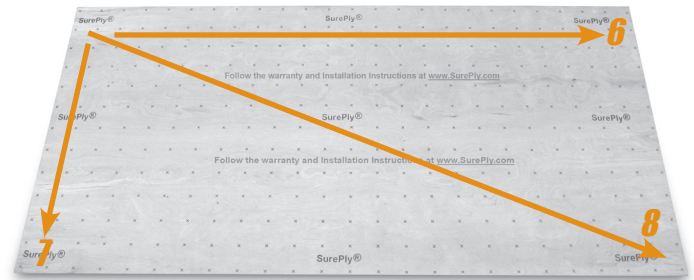 SurePly® SurePly® SurePly®
6
Follow the warranty and Installation Instructions at www.SurePly.com
SurePly® SurePly® SurePly®
Follow the warranty and Installation Instructions at www.SurePly.com
8
7
SurePly® SurePly® SurePly®